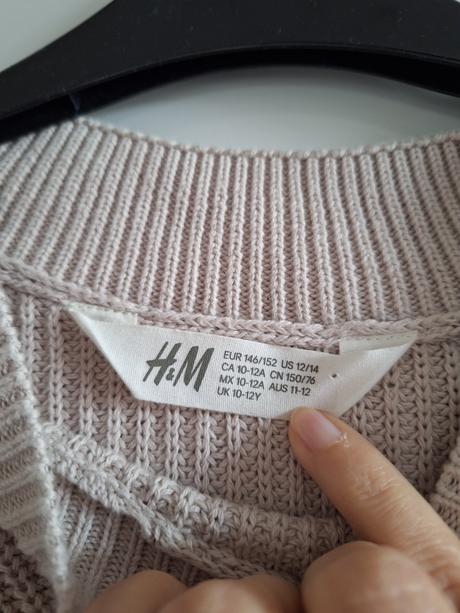 H&M
EUR 146/152 US 12/14
CA 10-12A CN 150/76
MX 10-12A AUS 11-12
UK 10-12Y